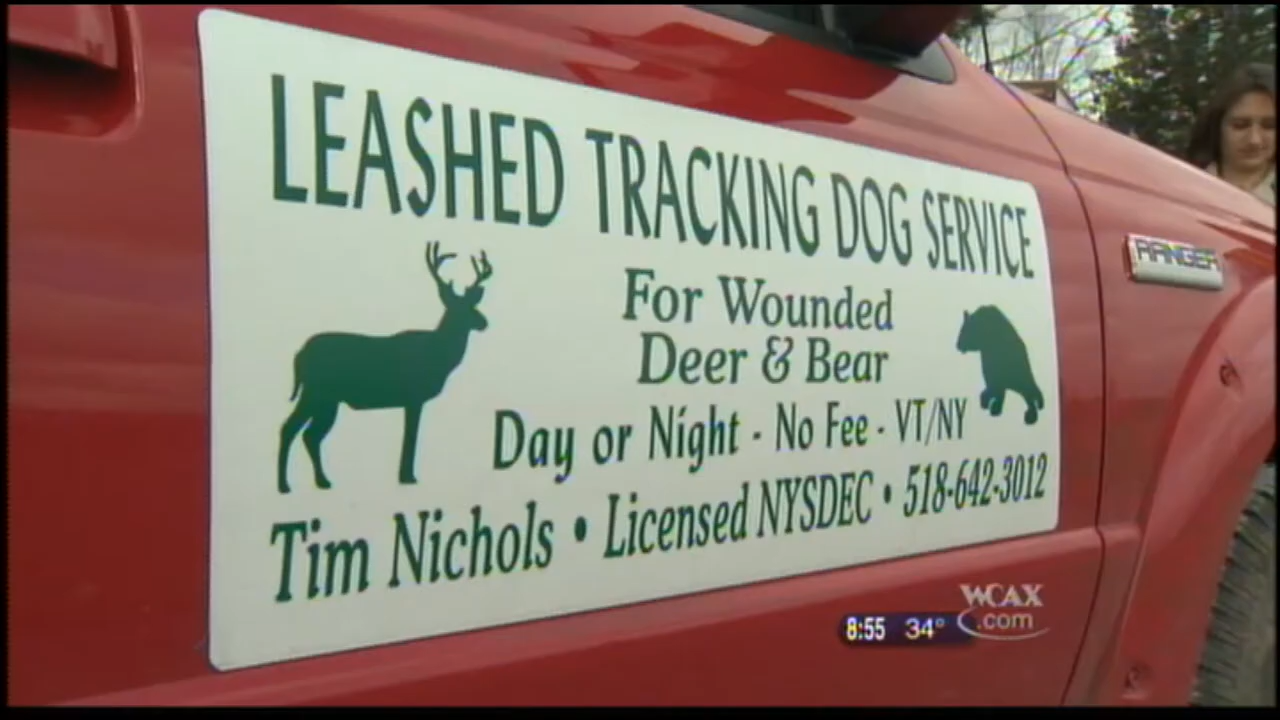 LEASHED TRACKING DOG SERVICE
For Wounded
Deer & Bear
Day or Night - No Fee - VT/NY
Tim Nichols • Licensed NYSDEC • 518-642-3012
RANGER
8:55 34°
WCAX
.com